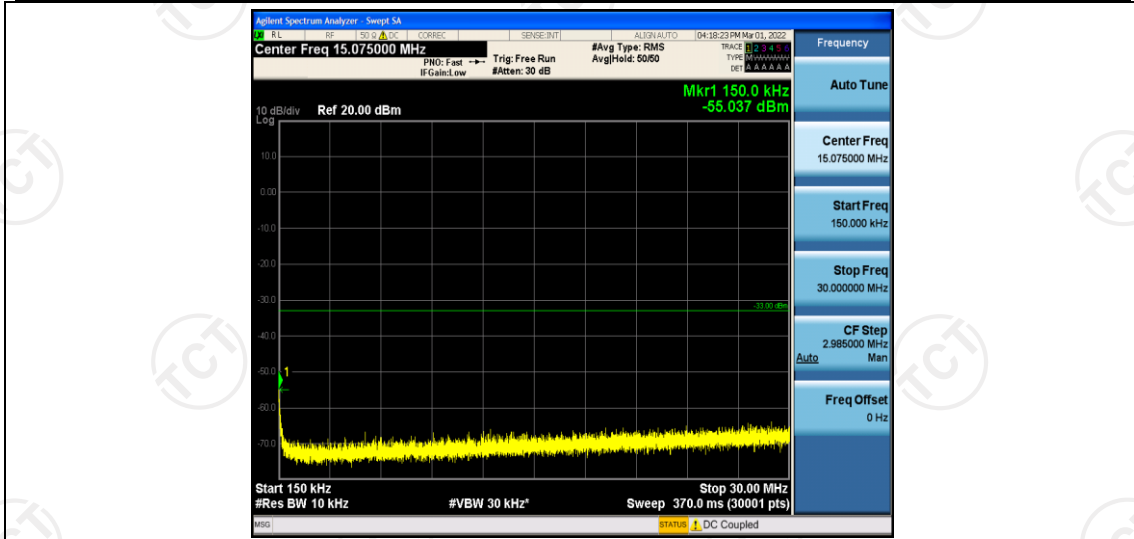 Agilent Spectrum Analyzer - Swept SA
LXI RL RF 50 Ω DC CORREC SENSE:INT ALIGN AUTO 04:18:23 PM Mar 01, 2022
Center Freq 15.075000 MHz
PNO: Fast
IFGain:Low
Trig: Free Run
#Atten: 30 dB
#Avg Type: RMS
Avg|Hold: 50/50
TRACE 1 2 3 4 5 6
TYPE MWWWWW
DET A A A A A A
Frequency
Auto Tune
Mkr1 150.0 kHz
-55.037 dBm
10 dB/div Ref 20.00 dBm
Log
10.0
0.00
-10.0
-20.0
-30.0
-33.00 dBm
-40.0
-50.0
1
-60.0
-70.0
Center Freq
15.075000 MHz
Start Freq
150.000 kHz
Stop Freq
30.000000 MHz
CF Step
2.985000 MHz
Auto Man
Freq Offset
0 Hz
Start 150 kHz Stop 30.00 MHz
#Res BW 10 kHz #VBW 30 kHz* Sweep 370.0 ms (30001 pts)
MSG STATUS DC Coupled
TCT
TCT
TCT
TCT